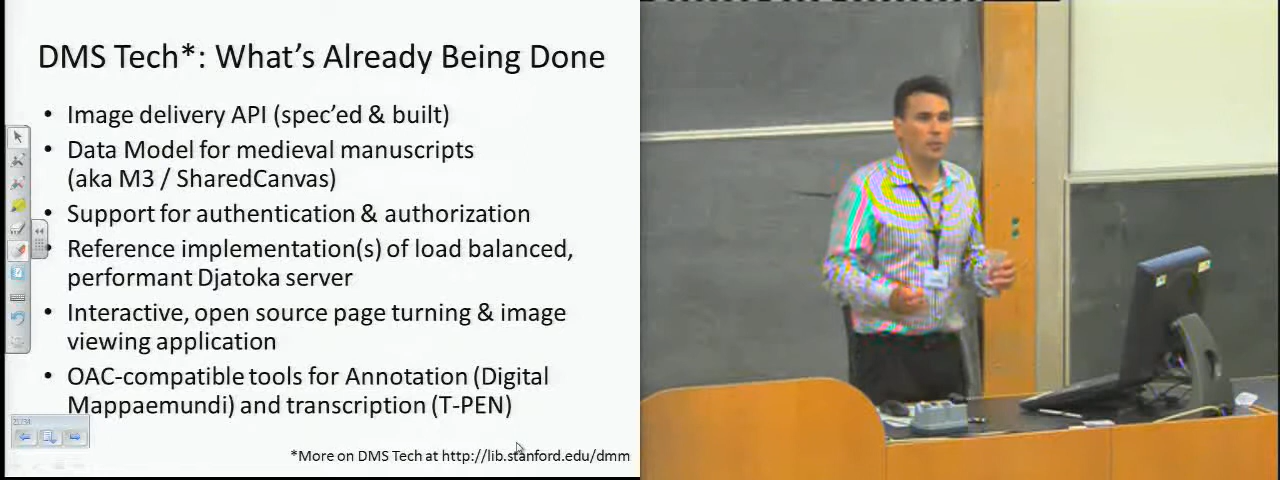 DMS Tech*: What's Already Being Done
• Image delivery API (spec'ed & built)
• Data Model for medieval manuscripts
(aka M3 / SharedCanvas)
• Support for authentication & authorization
• Reference implementation(s) of load balanced,
performant Djatoka server
• Interactive, open source page turning & image
viewing application
• OAC-compatible tools for Annotation (Digital
Mappaemundi) and transcription (T-PEN)
21/34
*More on DMS Tech at http://lib.stanford.edu/dmm